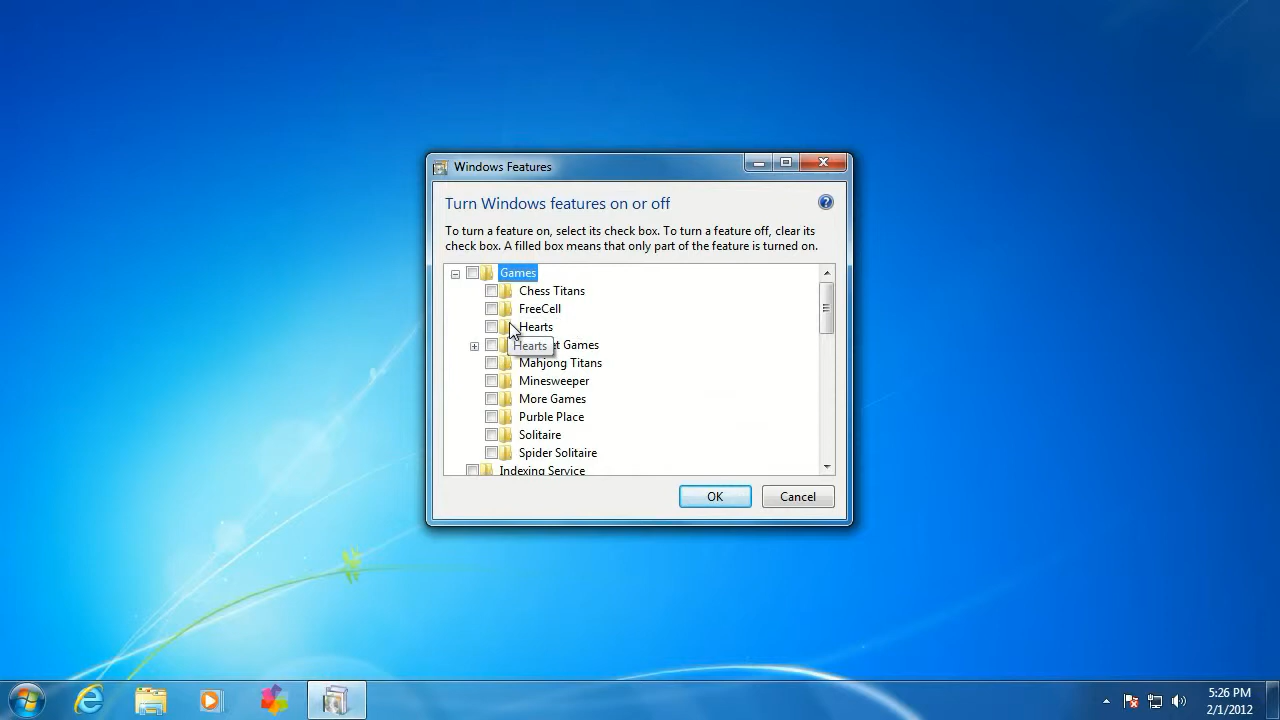 Windows Features
Turn Windows features on or off
To turn a feature on, select its check box. To turn a feature off, clear its
check box. A filled box means that only part of the feature is turned on.
Games
Chess Titans
FreeCell
Hearts
Games
Hearts
Mahjong Titans
Minesweeper
More Games
Purble Place
Solitaire
Spider Solitaire
Indexing Service
OK
Cancel
5:26 PM
2/1/2012